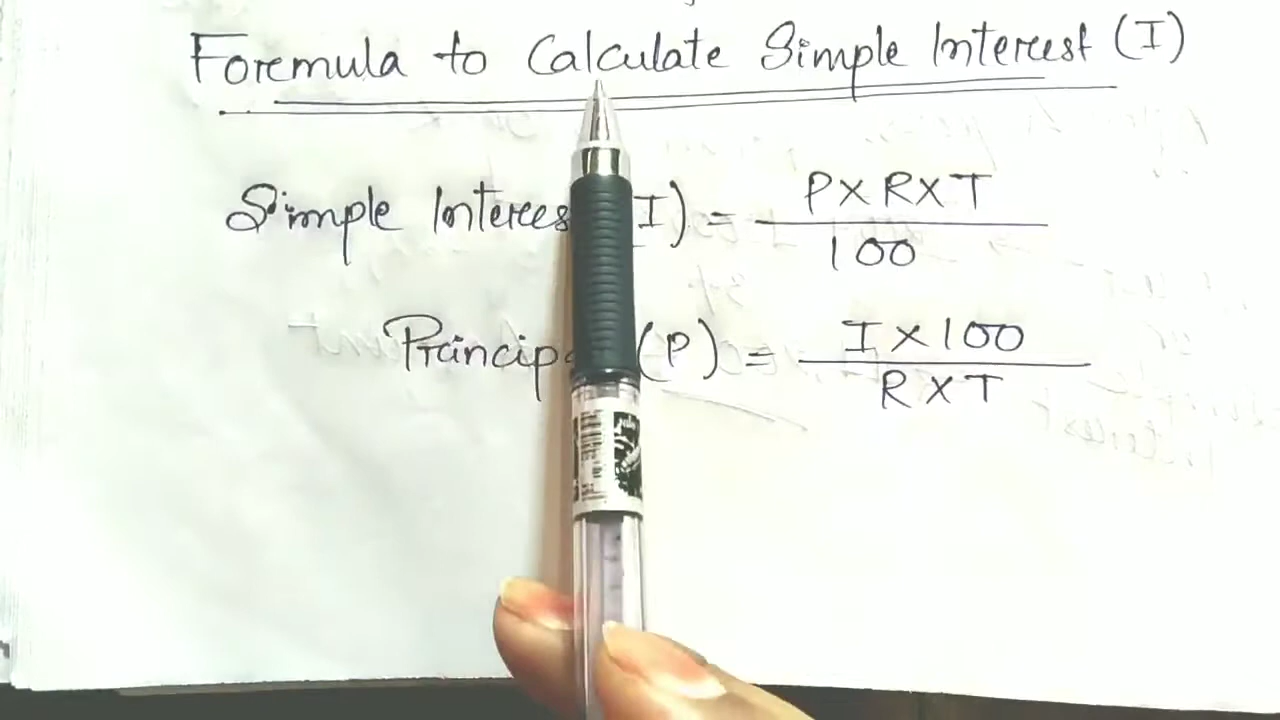 Formula to Calculate Simple Interest (I)
Simple Interes I) = P X R X T / 100
Princip (P) = I X 100 / R X T